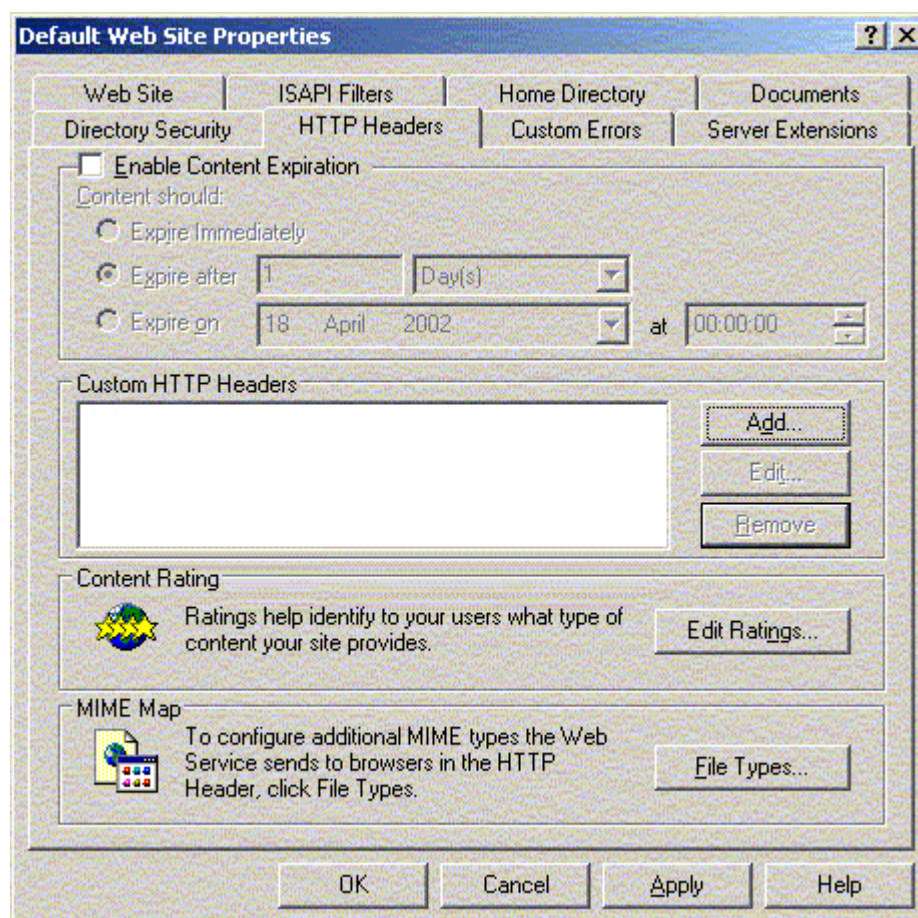 Default Web Site Properties
Web Site ISAPI Filters Home Directory Documents
Directory Security HTTP Headers Custom Errors Server Extensions
Enable Content Expiration
Content should:
Expire Immediately
Expire after 1 Day(s)
Expire on 18 April 2002 at 00:00:00
Custom HTTP Headers
Add...
Edit...
Remove
Content Rating
Ratings help identify to your users what type of
content your site provides.
Edit Ratings...
MIME Map
To configure additional MIME types the Web
Service sends to browsers in the HTTP
Header, click File Types.
File Types...
OK Cancel Apply Help